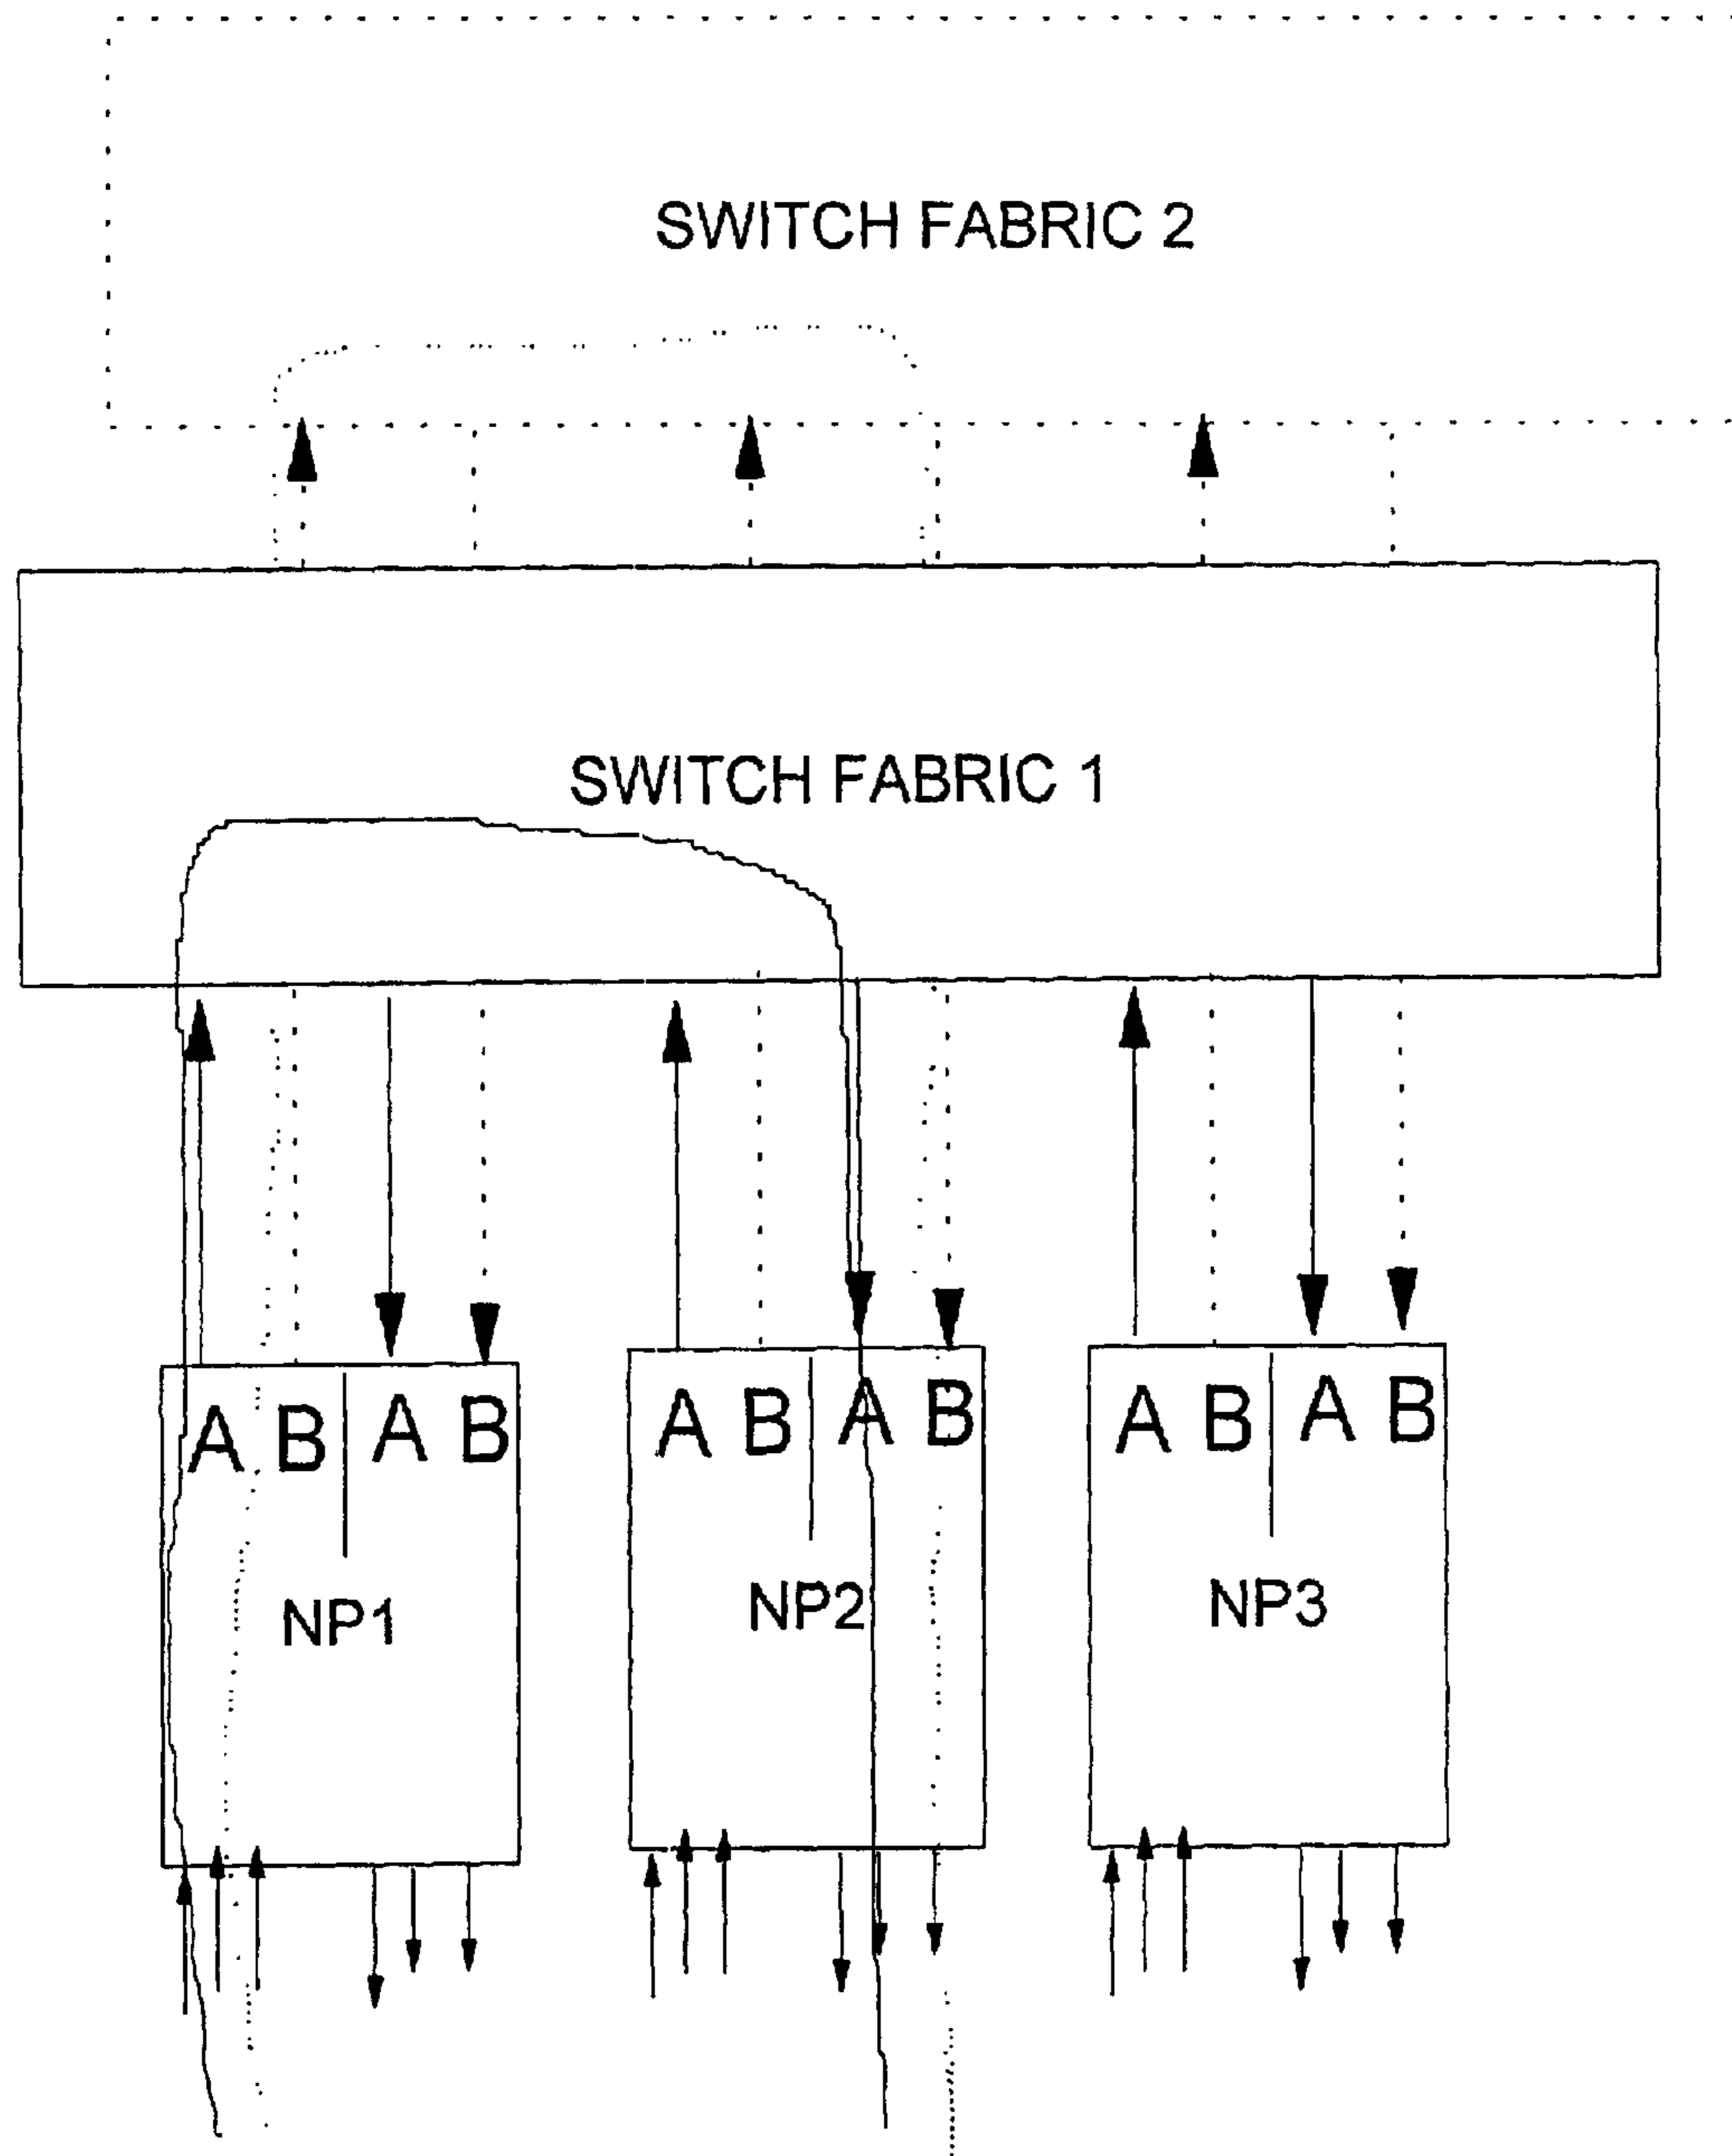 SWITCH FABRIC 2
SWITCH FABRIC 1
A B A B
NP1
A B A B
NP2
A B A B
NP3